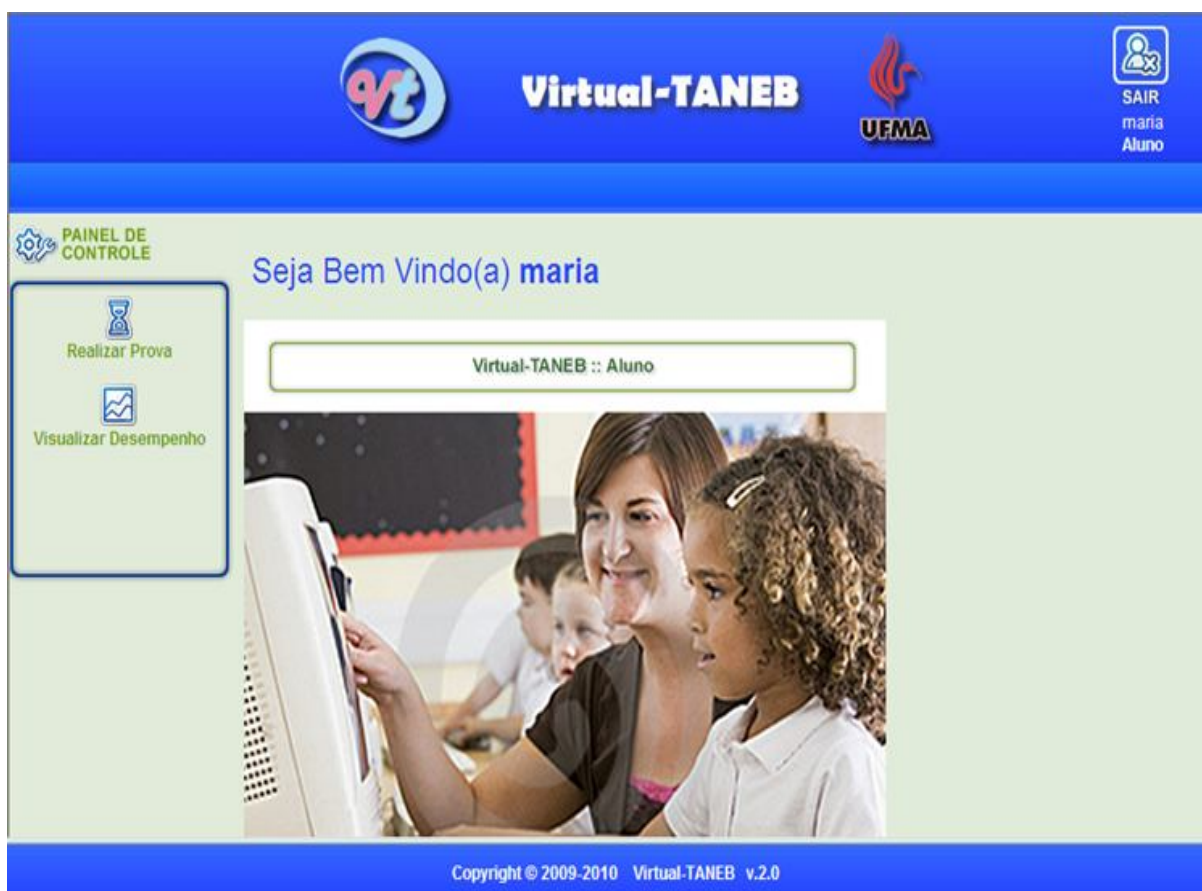 vt
Virtual-TANEB
UFMA
SAIR
maria
Aluno
PAINEL DE
CONTROLE
Realizar Prova
Visualizar Desempenho
Seja Bem Vindo(a) maria
Virtual-TANEB :: Aluno
Copyright © 2009-2010 Virtual-TANEB v.2.0